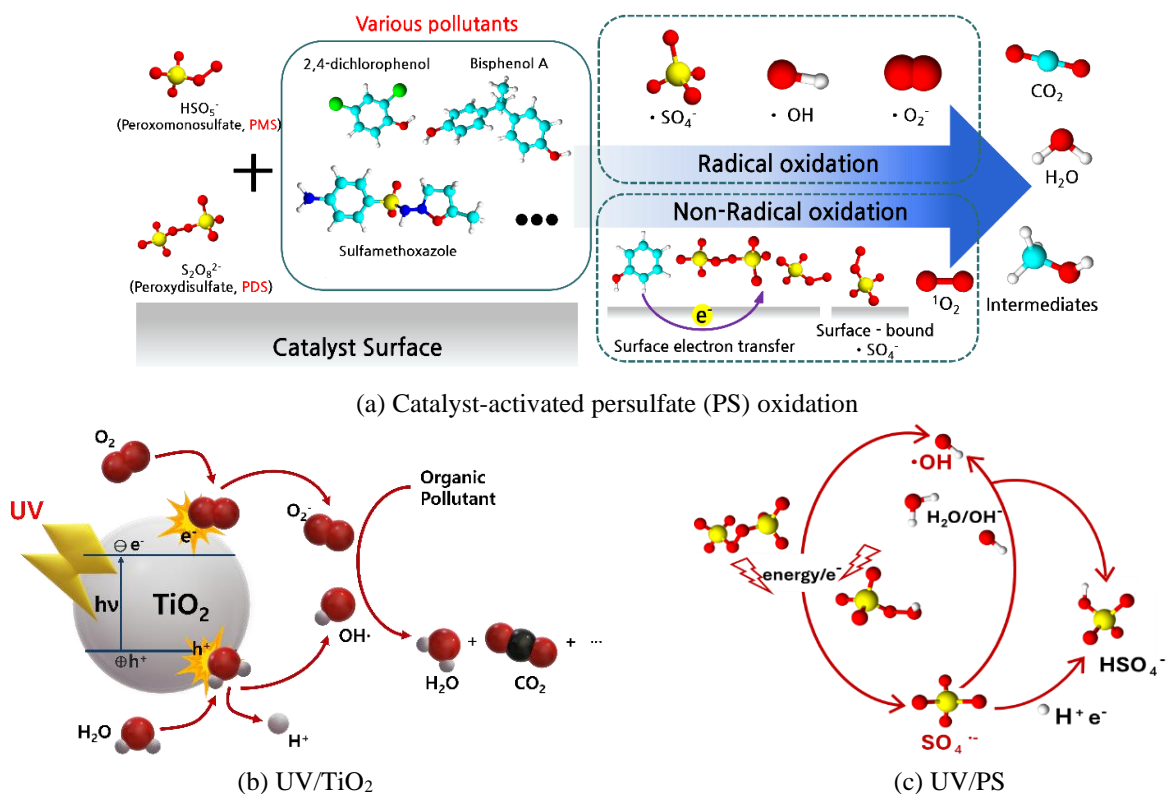 Various pollutants
2,4-dichlorophenol
Bisphenol A
HSO₅⁻
(Peroxomonosulfate, PMS)
+
Sulfamethoxazole
●●●
S₂O₈²⁻
(Peroxydisulfate, PDS)
Catalyst Surface
· SO₄⁻
· OH
· O₂⁻
Radical oxidation
Non-Radical oxidation
e⁻
Surface electron transfer
Surface - bound
· SO₄⁻
¹O₂
CO₂
H₂O
Intermediates
(a) Catalyst-activated persulfate (PS) oxidation
O₂
UV
e⁻
⊖ e⁻
hν
TiO₂
⊕h⁺
h⁺
O₂⁻
Organic
Pollutant
OH·
H₂O
+
CO₂
+ ...
H₂O
H⁺
(b) UV/TiO₂
·OH
H₂O/OH⁻
energy/e⁻
HSO₄⁻
H⁺ e⁻
SO₄·⁻
(c) UV/PS